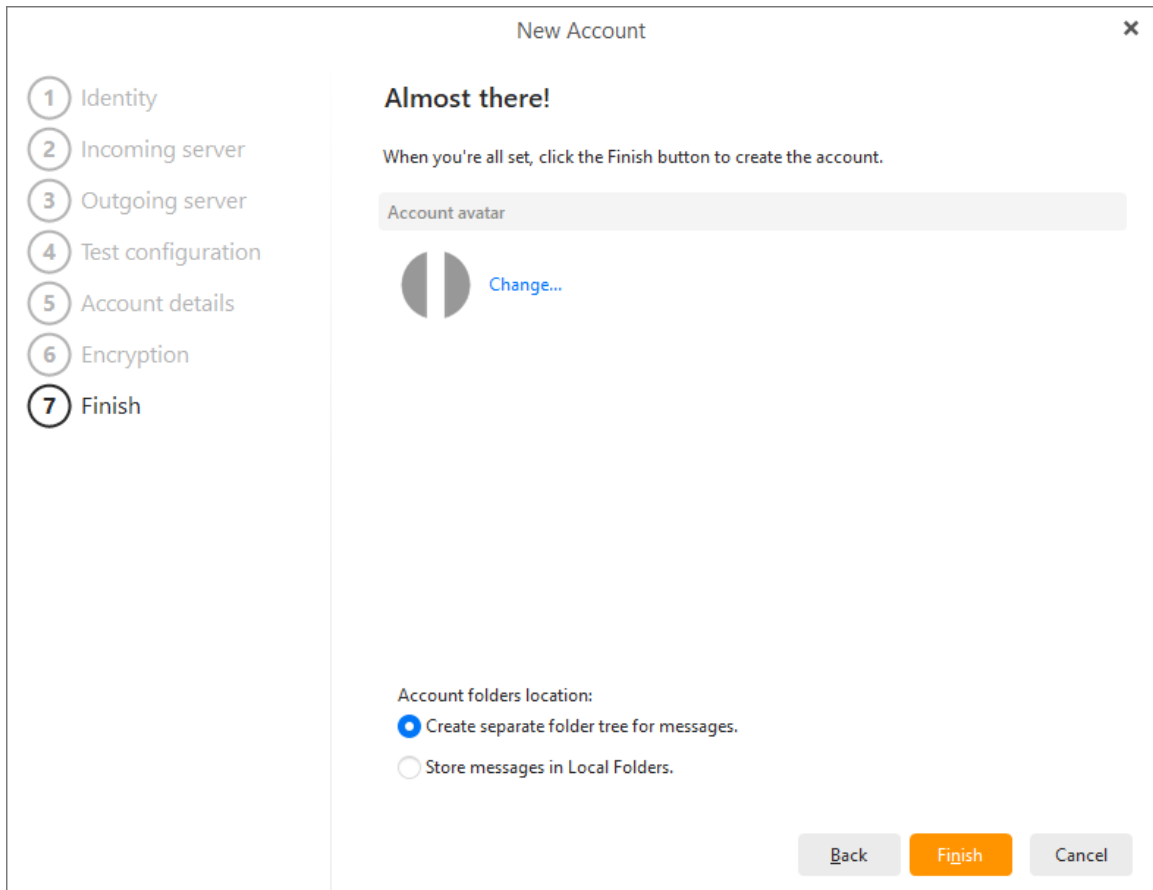 New Account
1 Identity
2 Incoming server
3 Outgoing server
4 Test configuration
5 Account details
6 Encryption
7 Finish
Almost there!
When you're all set, click the Finish button to create the account.
Account avatar
Change...
Account folders location:
Create separate folder tree for messages.
Store messages in Local Folders.
Back Finish Cancel